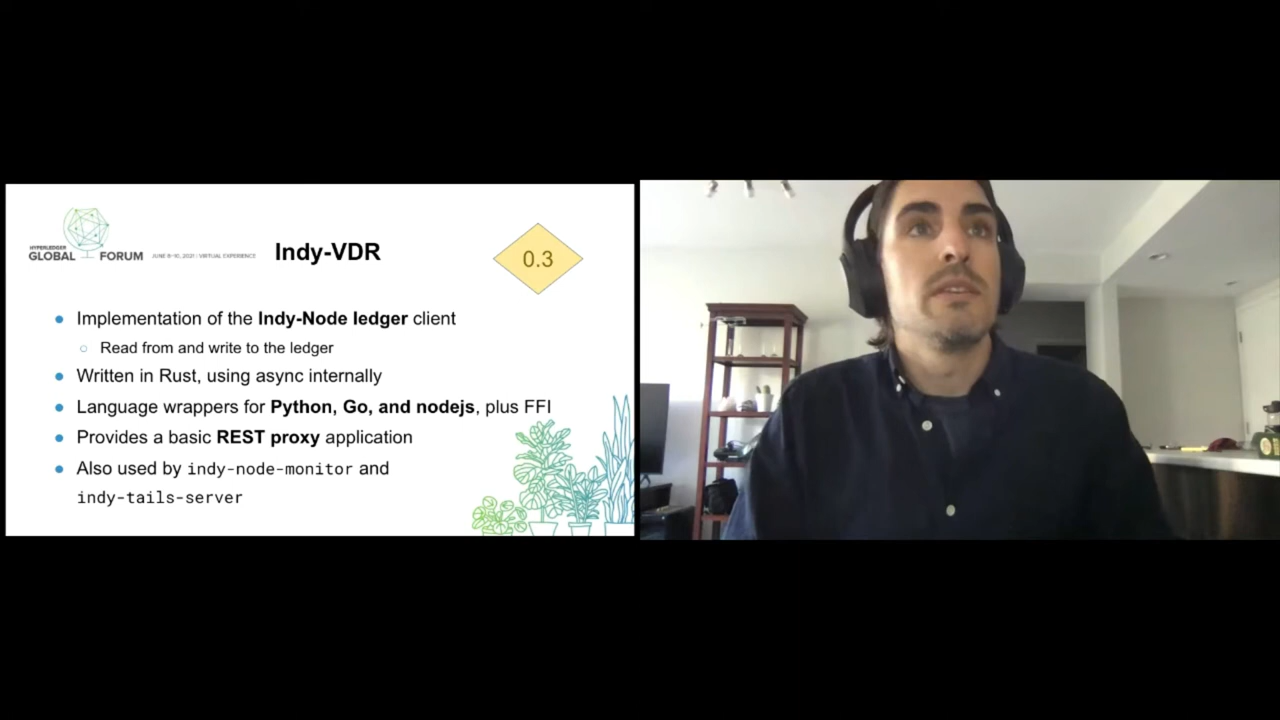 HYPERLEDGER
GLOBAL FORUM JUNE 8-10, 2021 | VIRTUAL EXPERIENCE
Indy-VDR
0.3
Implementation of the Indy-Node ledger client
Read from and write to the ledger
Written in Rust, using async internally
Language wrappers for Python, Go, and nodejs, plus FFI
Provides a basic REST proxy application
Also used by indy-node-monitor and
indy-tails-server